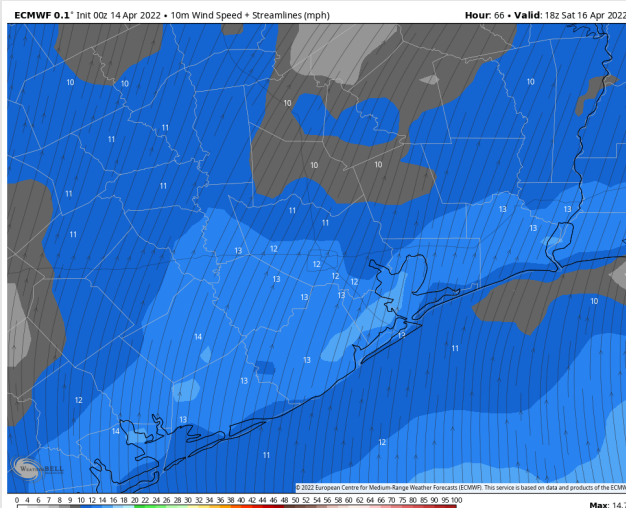 ECMWF 0.1° Init 00z 14 Apr 2022 • 10m Wind Speed + Streamlines (mph) Hour: 66 • Valid: 18z Sat 16 Apr 2022
10 10 10
10
11 11
10 10
11 11
11 13 13
11
11 13
13 12
12
13 12 12
13 13
14 13
11
10
13
13
12
13
14
12
11
WEATHERBELL
© 2022 European Centre for Medium-Range Weather Forecasts (ECMWF). This service is based on data and products of the ECMW
0 4 6 7 8 9 10 12 14 16 18 20 22 24 26 28 30 32 34 36 38 40 42 44 46 48 50 52 54 56 58 60 62 64 66 70 75 80 85 90 95 100
Max: 14.7